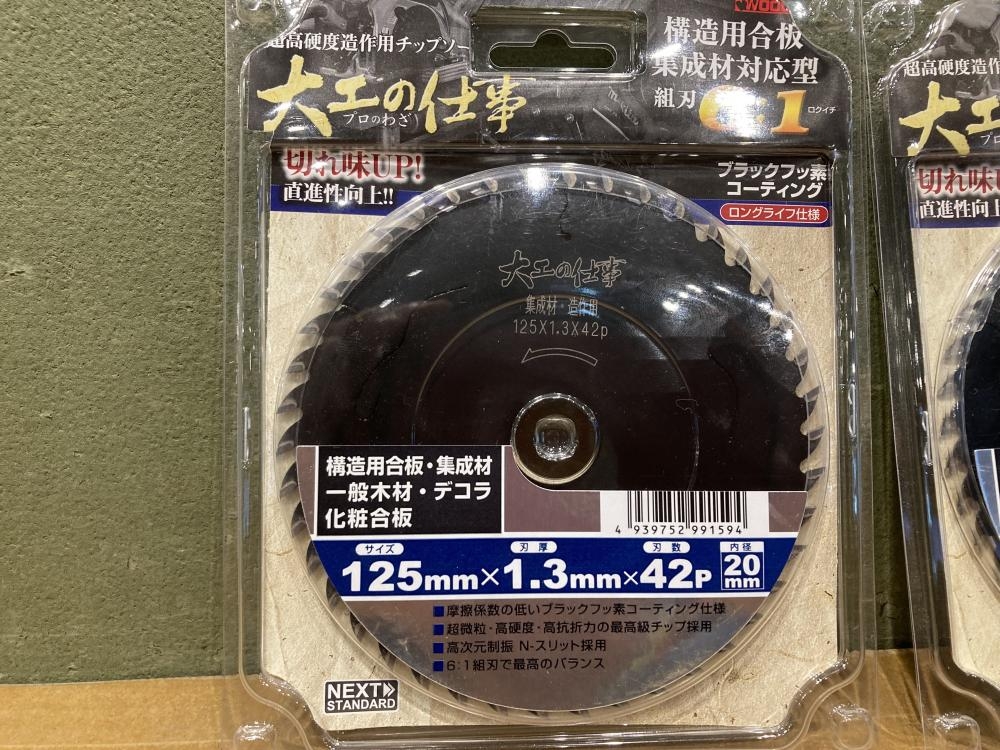 WOOD
超高硬度造作用チップソー
大工の仕事
プロのわざ
構造用合板
集成材対応型
組刃 6:1
ロクイチ
切れ味UP!
直進性向上!!
ブラックフッ素
コーティング
ロングライフ仕様
大工の仕事
集成材・造作用
125X1.3X42p
構造用合板・集成材
一般木材・デコラ
化粧合板
4 939752 991594
サイズ 刃厚 刃数 内径
125mm×1.3mm×42P 20mm
■摩擦係数の低いブラックフッ素コーティング仕様
■超微粒・高硬度・高抗折力の最高級チップ採用
■高次元制振 N-スリット採用
■6:1組刃で最高のバランス
NEXT
STANDARD
超高硬度造作
大工
切れ味U
直進性向上